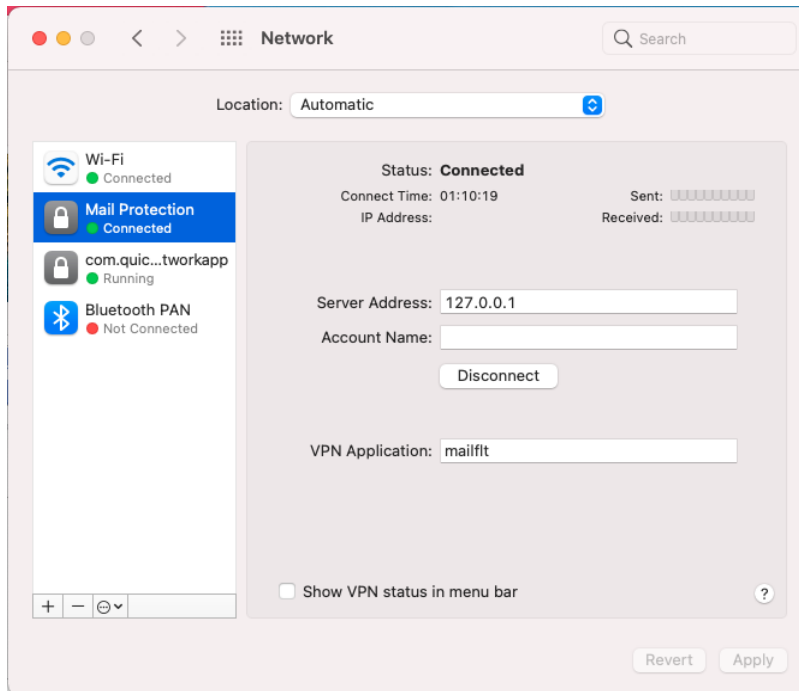 Network
Search
Location: Automatic
Wi-Fi
Connected
Mail Protection
Connected
com.quic...tworkapp
Running
Bluetooth PAN
Not Connected
Status: Connected
Connect Time: 01:10:19
Sent:
IP Address:
Received:
Server Address: 127.0.0.1
Account Name:
Disconnect
VPN Application: mailflt
Show VPN status in menu bar
?
Revert
Apply